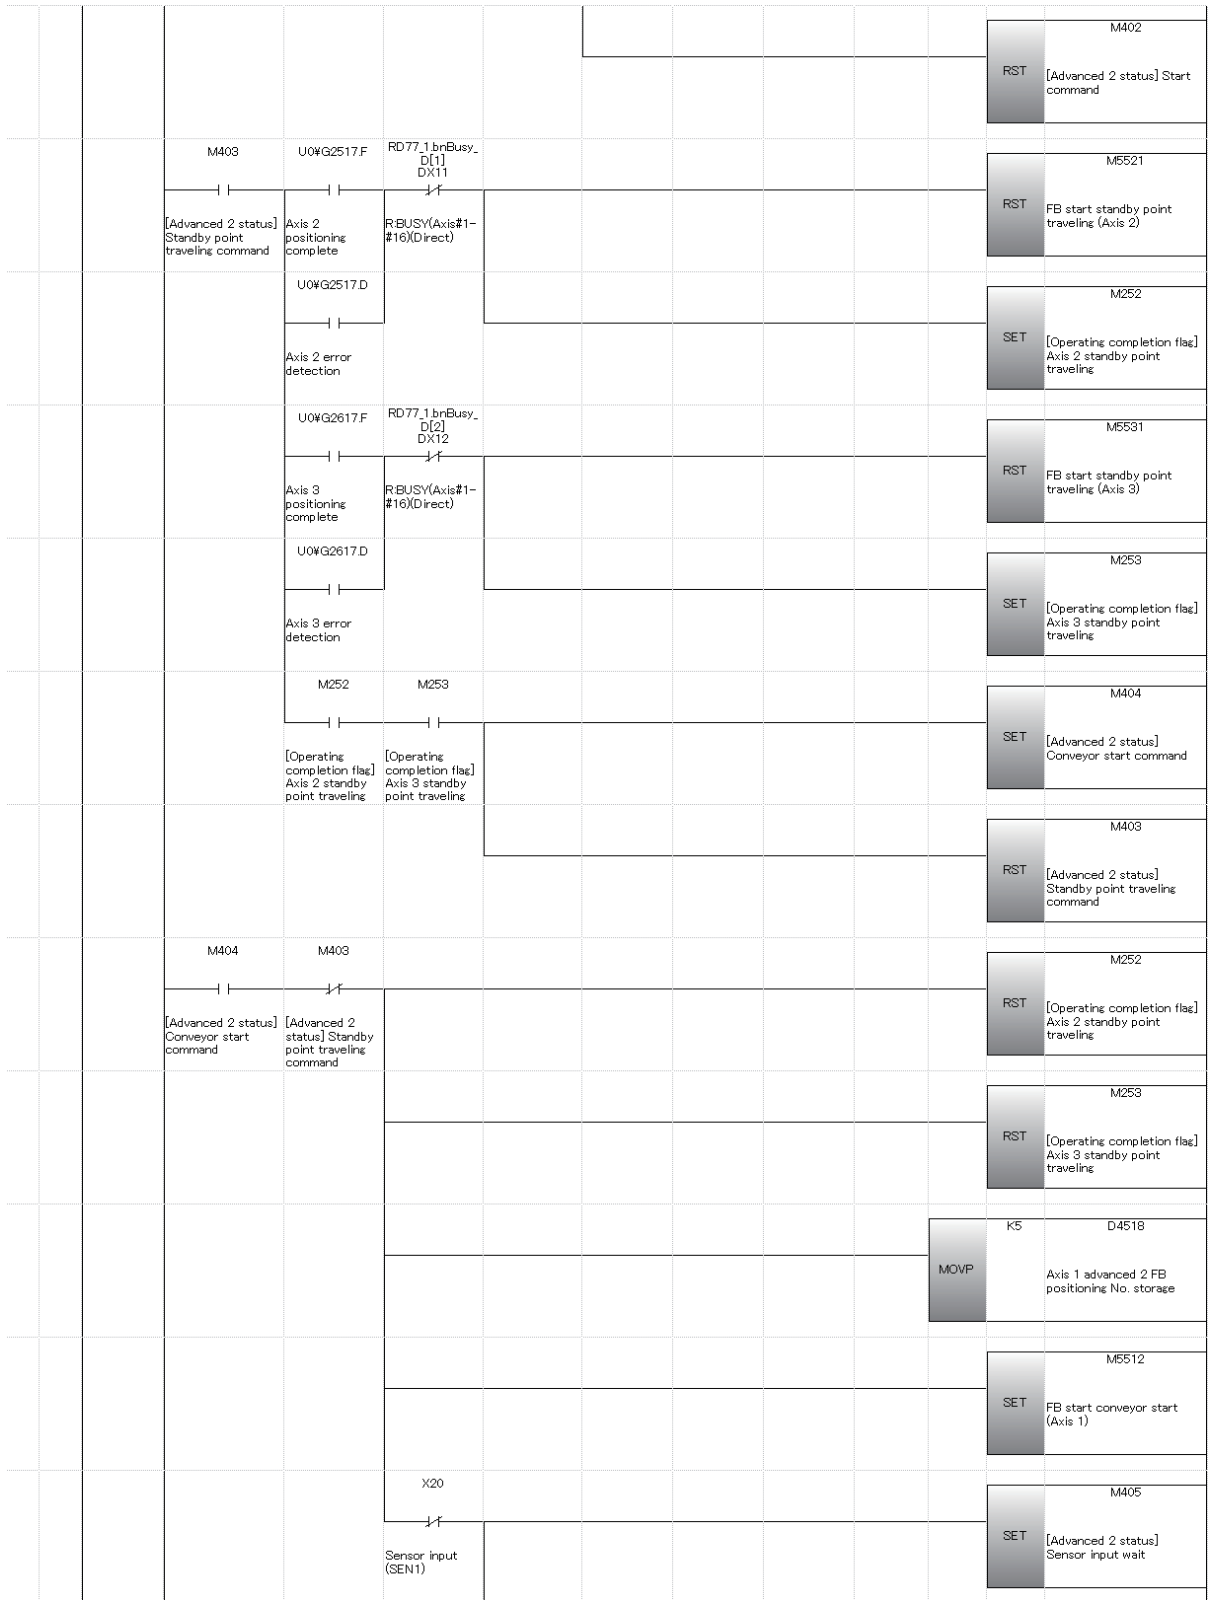 M402
RST
[Advanced 2 status] Start
command
M403
U0¥G2517.F
RD77_1.bnBusy_
D[1]
DX11
M5521
RST
[Advanced 2 status]
Standby point
traveling command
Axis 2
positioning
complete
R:BUSY(Axis#1-
#16)(Direct)
FB start standby point
traveling (Axis 2)
U0¥G2517.D
M252
SET
Axis 2 error
detection
[Operating completion flag]
Axis 2 standby point
traveling
U0¥G2617.F
RD77_1.bnBusy_
D[2]
DX12
M5531
RST
Axis 3
positioning
complete
R:BUSY(Axis#1-
#16)(Direct)
FB start standby point
traveling (Axis 3)
U0¥G2617.D
M253
SET
Axis 3 error
detection
[Operating completion flag]
Axis 3 standby point
traveling
M252
M253
M404
SET
[Operating
completion flag]
Axis 2 standby
point traveling
[Operating
completion flag]
Axis 3 standby
point traveling
[Advanced 2 status]
Conveyor start command
M403
RST
[Advanced 2 status]
Standby point traveling
command
M404
M403
M252
RST
[Advanced 2 status]
Conveyor start
command
[Advanced 2
status] Standby
point traveling
command
[Operating completion flag]
Axis 2 standby point
traveling
M253
RST
[Operating completion flag]
Axis 3 standby point
traveling
K5
D4518
MOVP
Axis 1 advanced 2 FB
positioning No. storage
M5512
SET
FB start conveyor start
(Axis 1)
X20
M405
SET
Sensor input
(SEN1)
[Advanced 2 status]
Sensor input wait